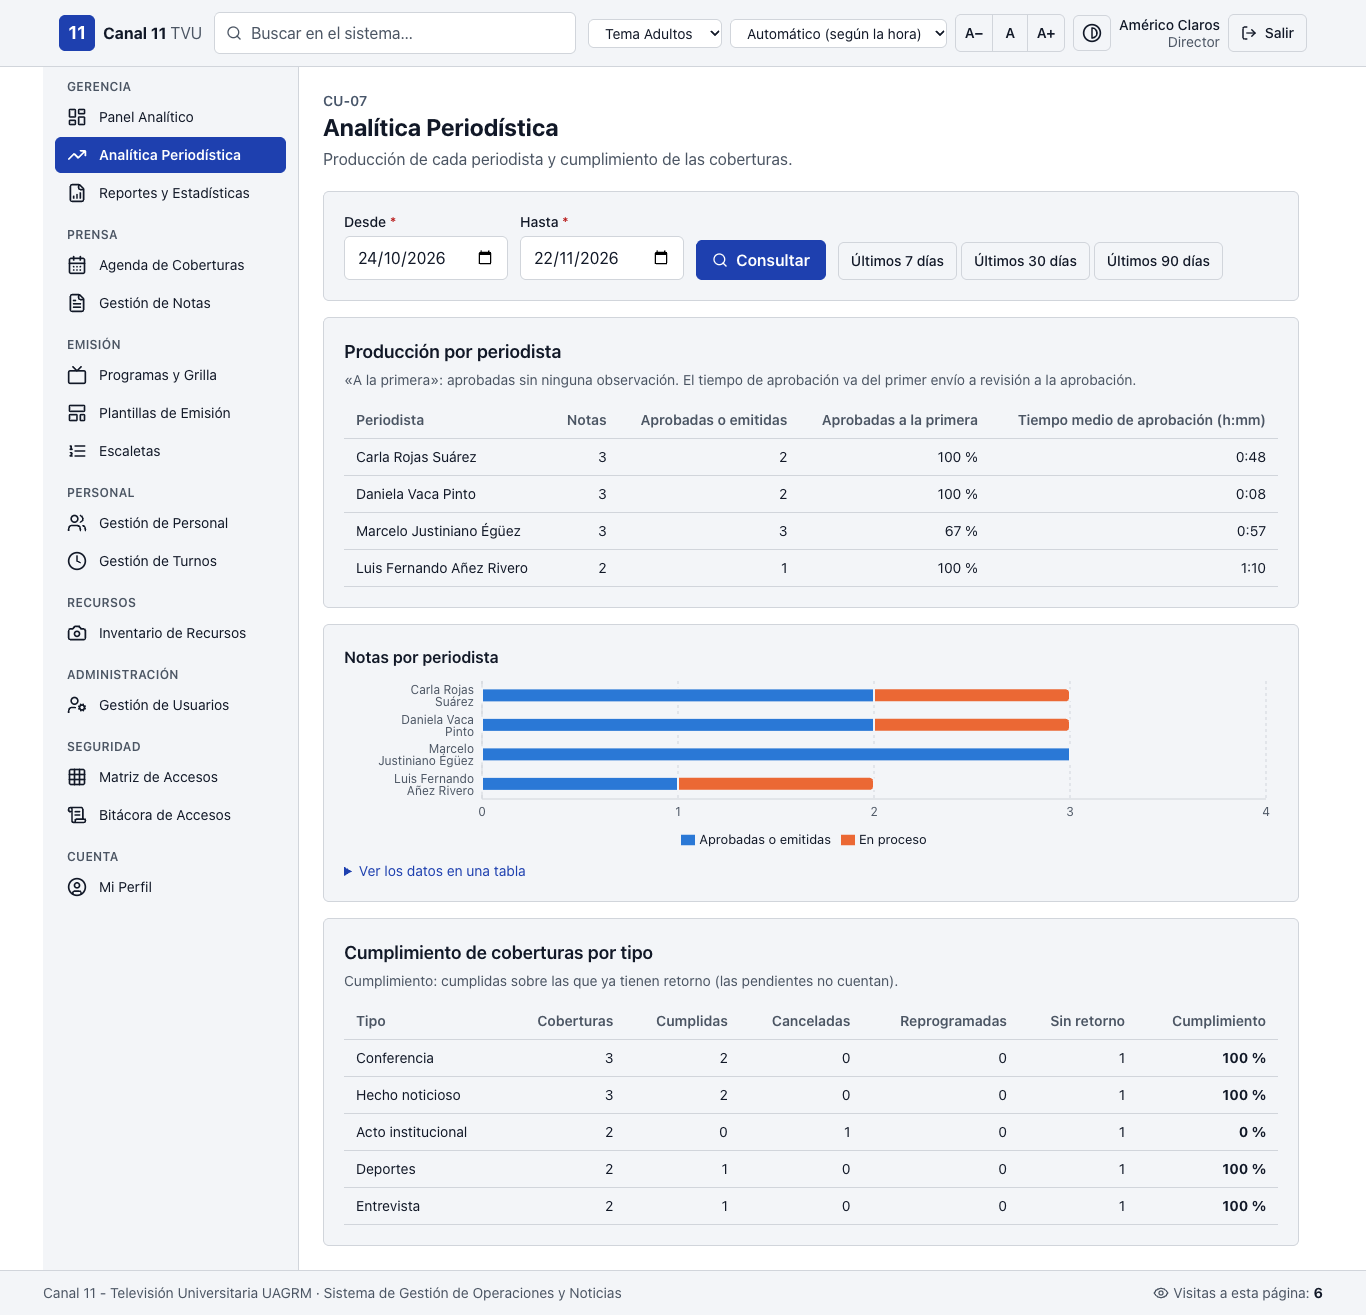 11 Canal 11 TVU Buscar en el sistema... Tema Adultos Automático (según la hora) A− A A+ Américo Claros Salir
Director
GERENCIA
Panel Analítico
Analítica Periodística
Reportes y Estadísticas
PRENSA
Agenda de Coberturas
Gestión de Notas
EMISIÓN
Programas y Grilla
Plantillas de Emisión
Escaletas
PERSONAL
Gestión de Personal
Gestión de Turnos
RECURSOS
Inventario de Recursos
ADMINISTRACIÓN
Gestión de Usuarios
SEGURIDAD
Matriz de Accesos
Bitácora de Accesos
CUENTA
Mi Perfil
CU-07
Analítica Periodística
Producción de cada periodista y cumplimiento de las coberturas.
Desde * Hasta *
24/10/2026 22/11/2026 Consultar Últimos 7 días Últimos 30 días Últimos 90 días
Producción por periodista
«A la primera»: aprobadas sin ninguna observación. El tiempo de aprobación va del primer envío a revisión a la aprobación.
Periodista Notas Aprobadas o emitidas Aprobadas a la primera Tiempo medio de aprobación (h:mm)
Carla Rojas Suárez 3 2 100 % 0:48
Daniela Vaca Pinto 3 2 100 % 0:08
Marcelo Justiniano Égüez 3 3 67 % 0:57
Luis Fernando Añez Rivero 2 1 100 % 1:10
Notas por periodista
Carla Rojas
Suárez
Daniela Vaca
Pinto
Marcelo
Justiniano Égüez
Luis Fernando
Añez Rivero
0 1 2 3 4
Aprobadas o emitidas En proceso
Ver los datos en una tabla
Cumplimiento de coberturas por tipo
Cumplimiento: cumplidas sobre las que ya tienen retorno (las pendientes no cuentan).
Tipo Coberturas Cumplidas Canceladas Reprogramadas Sin retorno Cumplimiento
Conferencia 3 2 0 0 1 100 %
Hecho noticioso 3 2 0 0 1 100 %
Acto institucional 2 0 1 0 1 0 %
Deportes 2 1 0 0 1 100 %
Entrevista 2 1 0 0 1 100 %
Canal 11 - Televisión Universitaria UAGRM · Sistema de Gestión de Operaciones y Noticias Visitas a esta página: 6